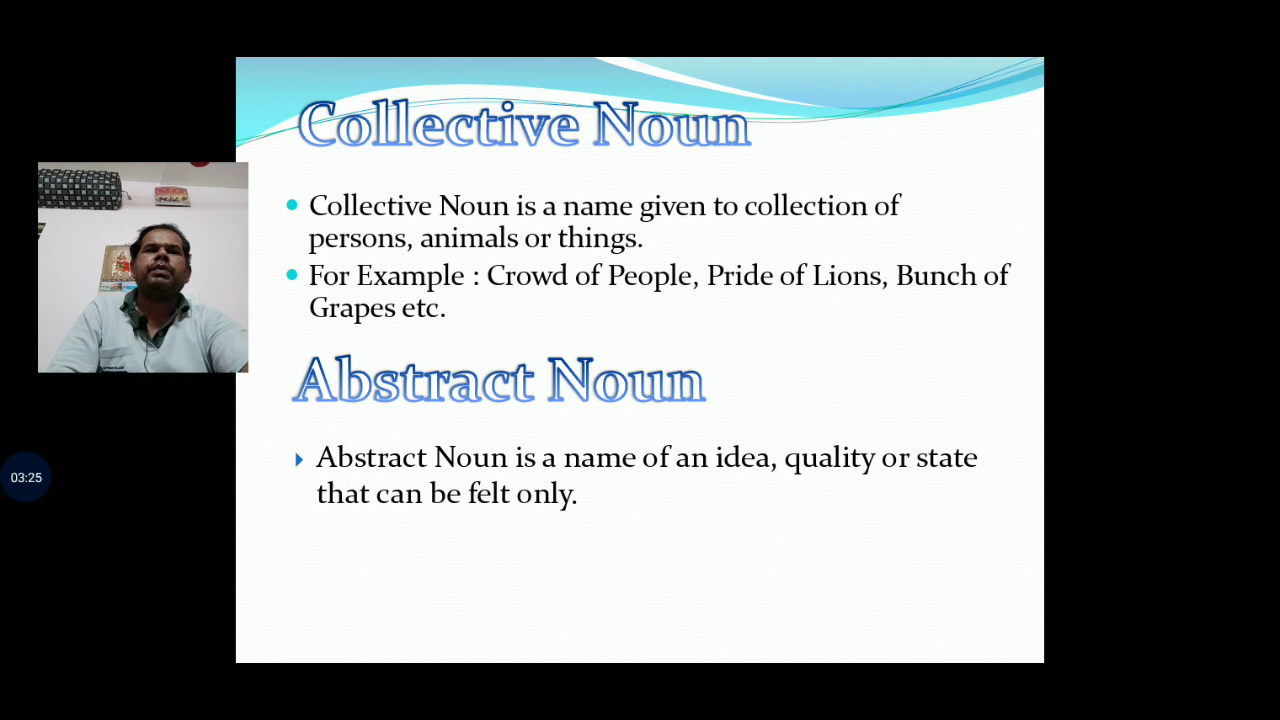 Collective Noun
Collective Noun is a name given to collection of
persons, animals or things.
For Example : Crowd of People, Pride of Lions, Bunch of
Grapes etc.
Abstract Noun
Abstract Noun is a name of an idea, quality or state
that can be felt only.
03:25